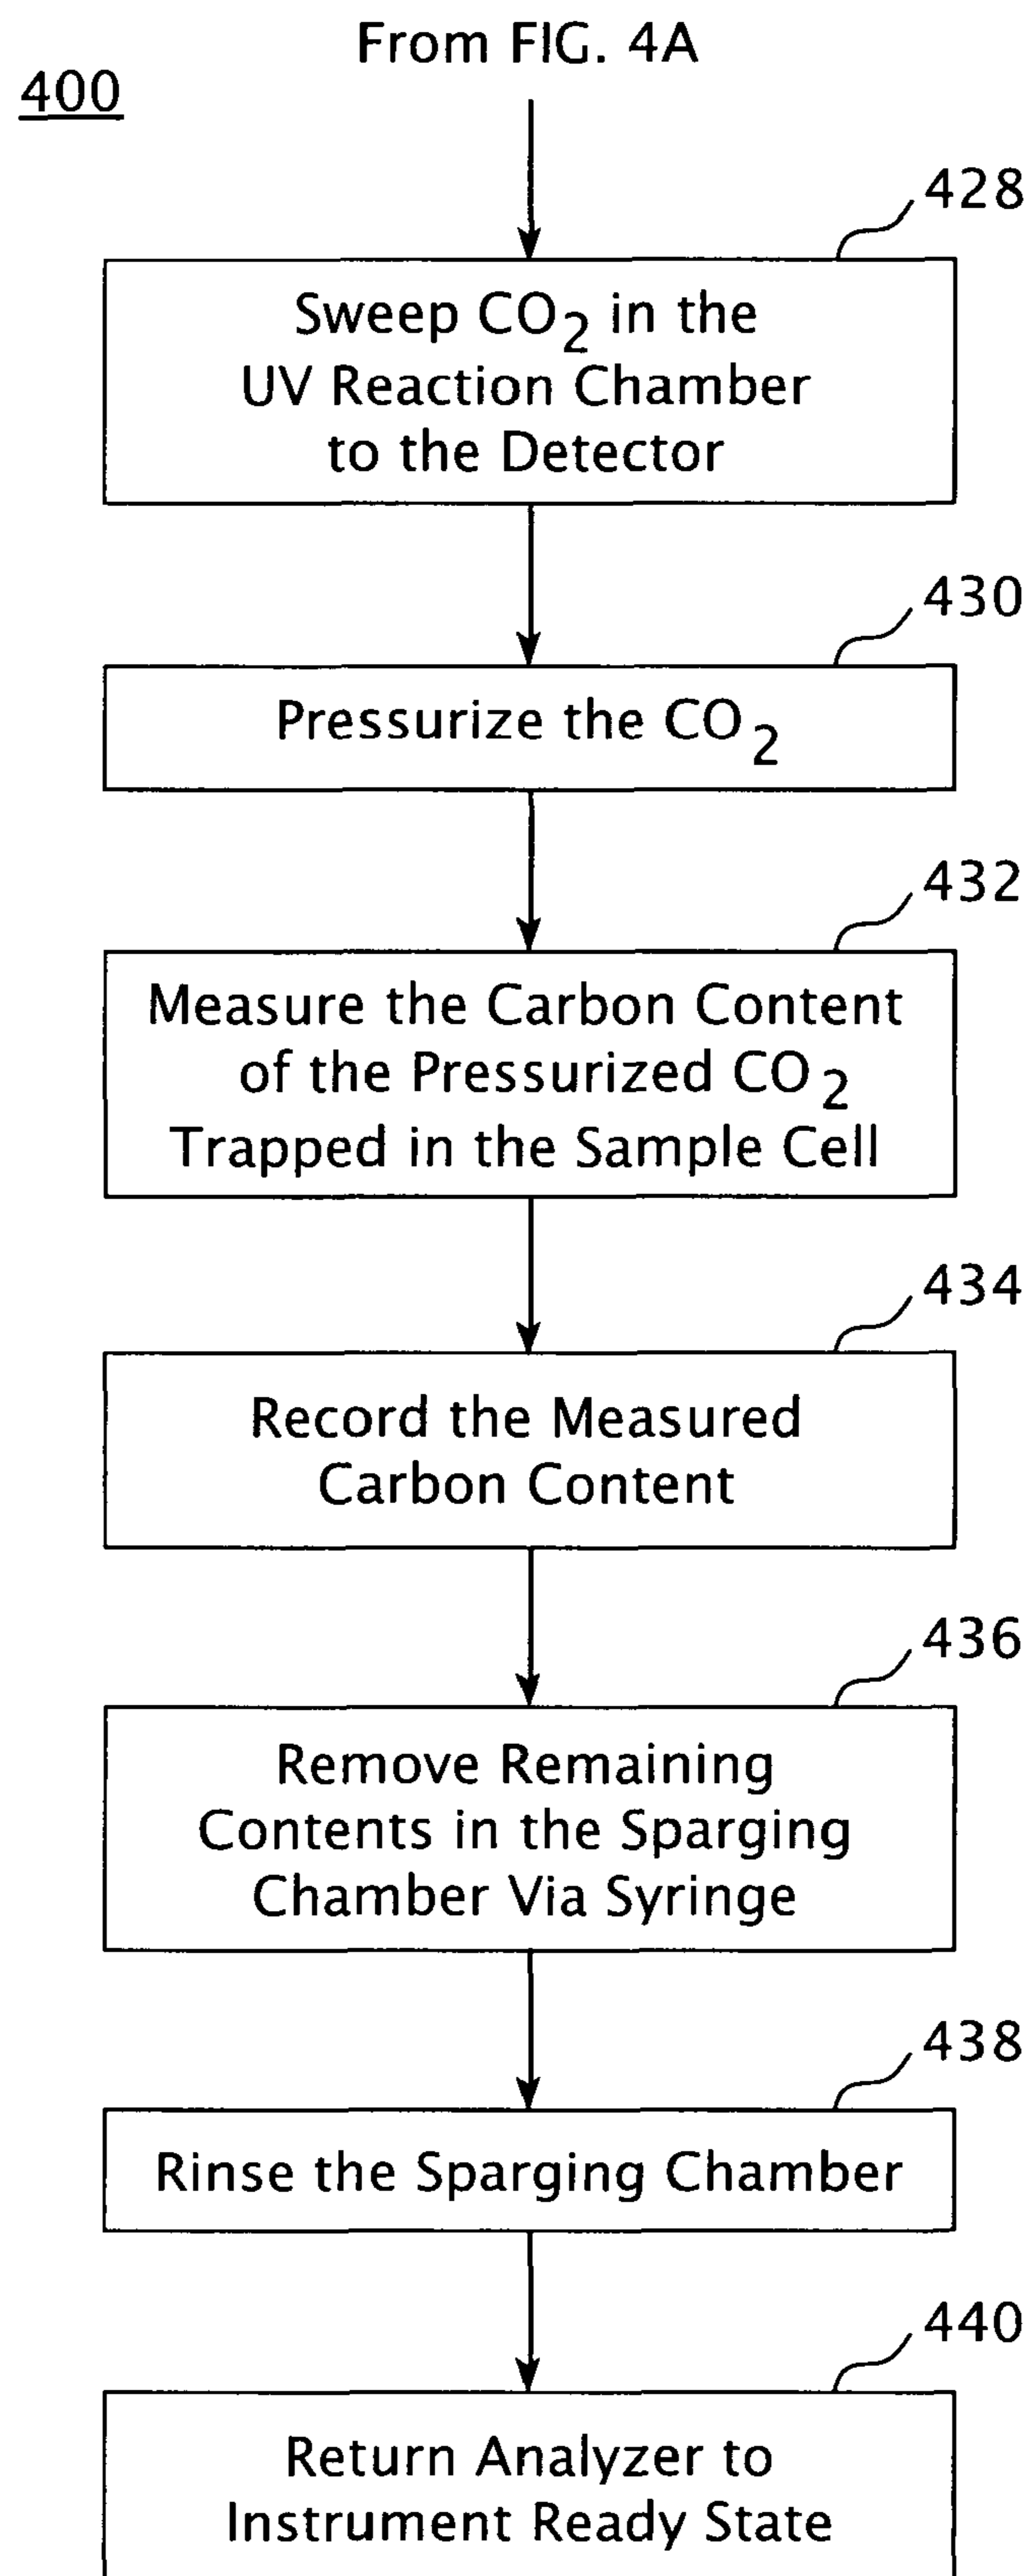 From FIG. 4A
400
428
Sweep CO2 in the
UV Reaction Chamber
to the Detector
430
Pressurize the CO2
432
Measure the Carbon Content
of the Pressurized CO2
Trapped in the Sample Cell
434
Record the Measured
Carbon Content
436
Remove Remaining
Contents in the Sparging
Chamber Via Syringe
438
Rinse the Sparging Chamber
440
Return Analyzer to
Instrument Ready State